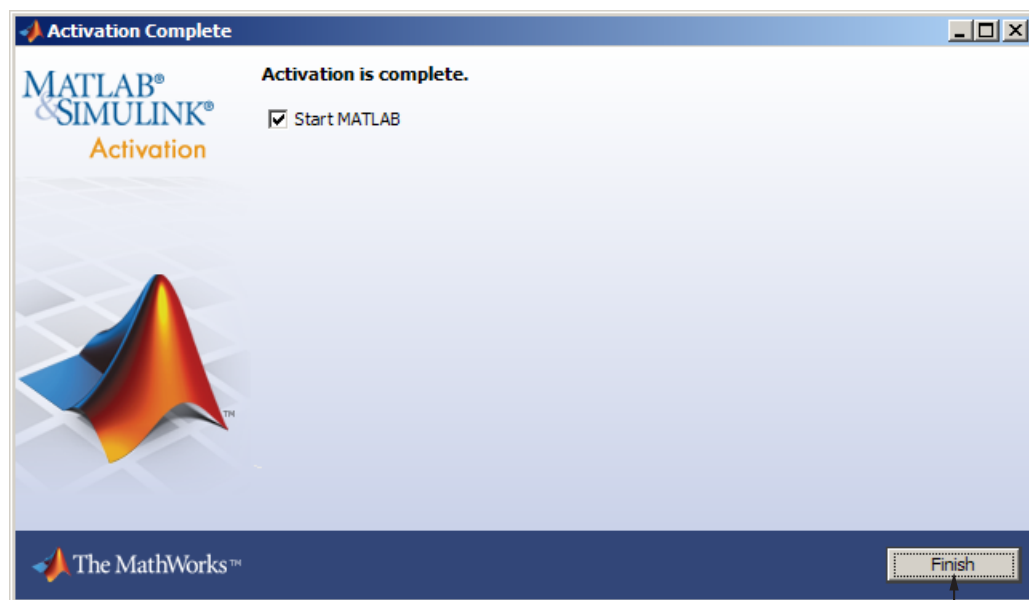 Activation Complete
MATLAB®
&SIMULINK®
Activation
Activation is complete.
Start MATLAB
TM
The MathWorks™
Finish